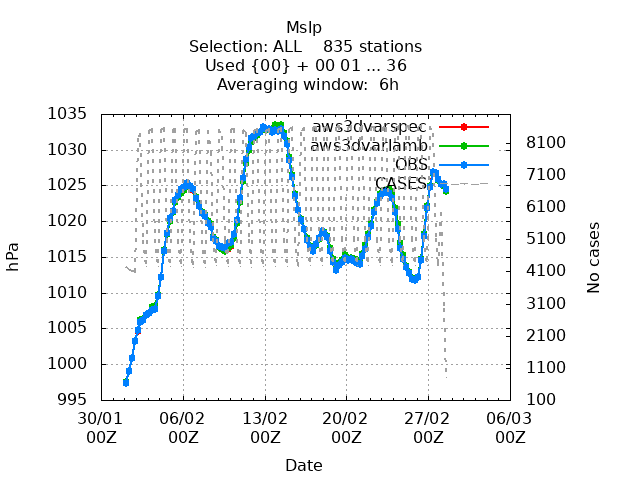 Mslp
Selection: ALL    835 stations
Used {00} + 00 01 ... 36
Averaging window:  6h
1035
1030
1025
1020
1015
1010
1005
1000
995
hPa
aws3dvarspec
aws3dvarlamb
OBS
CASES
8100
7100
6100
5100
4100
3100
2100
1100
100
No cases
30/01 06/02 13/02 20/02 27/02 06/03
00Z 00Z 00Z 00Z 00Z 00Z
Date